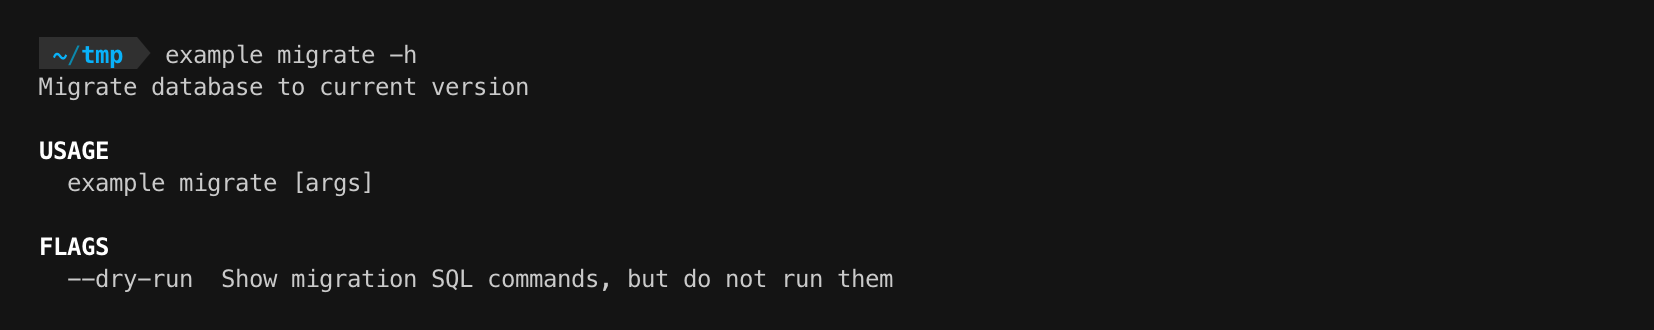 ~/tmp example migrate -h
Migrate database to current version
USAGE
example migrate [args]
FLAGS
--dry-run  Show migration SQL commands, but do not run them